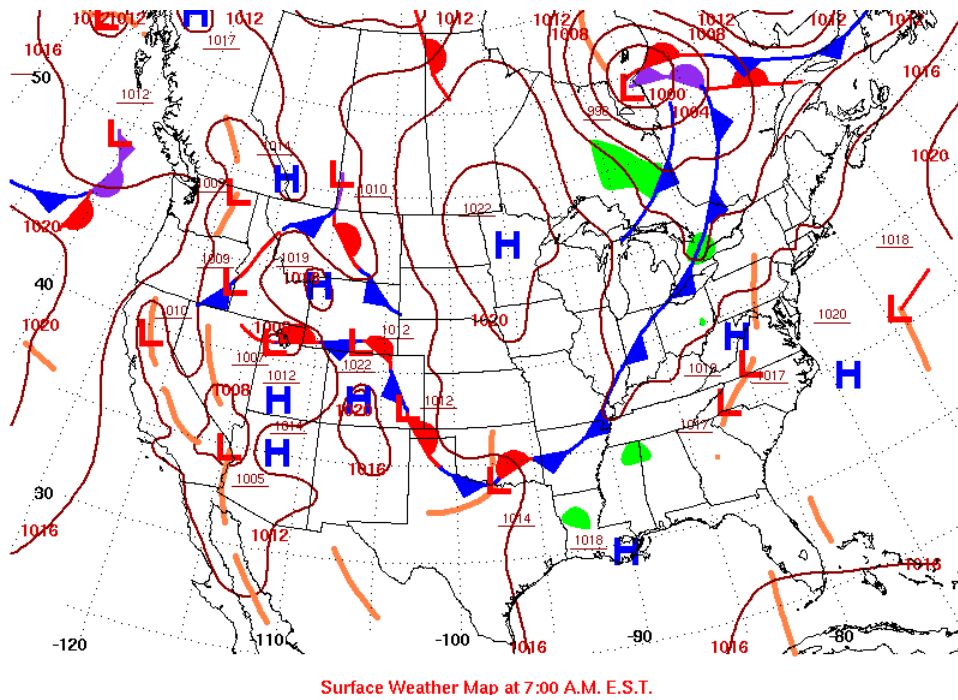 1012 1012 H 1012 1012 1012 1012
1016 1017 1008 1008
50 1016
L 1000
1012 998 1004
L
1014 1020
H L 1010
1009 L 1022
1020 H 1018
1009 1019
40 L 1018 H
1010 L 1020
1020 L 1008 1012 H
L L
1007 1022 1016 L 1017 H
1012
1008 H H L 1012 L
1020
1014 1017
L H
1016
30 1005 L
1014
1016 1012 1018 H
1016
-120 -110 -100 1016 -90 80
Surface Weather Map at 7:00 A.M. E.S.T.